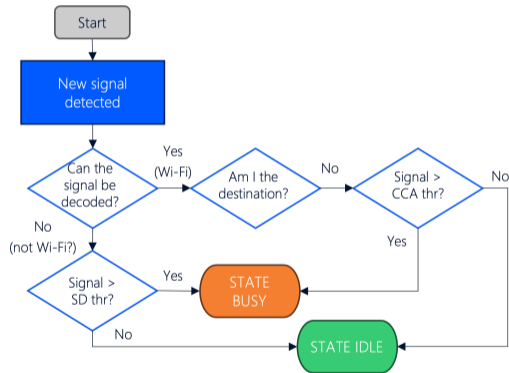 Start
New signal
detected
Can the
signal be
decoded?
Yes
(Wi-Fi)
Am I the
destination?
No
Signal >
CCA thr?
No
No
(not Wi-Fi?)
Yes
Signal >
SD thr?
Yes
STATE
BUSY
No
STATE IDLE